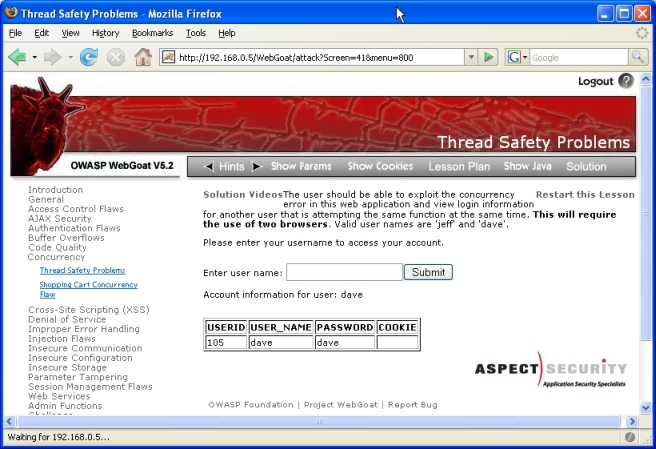 Thread Safety Problems - Mozilla Firefox
File Edit View History Bookmarks Tools Help
http://192.168.0.5/WebGoat/attack?Screen=41&menu=800
G Google
Logout ?
Thread Safety Problems
OWASP WebGoat V5.2
Hints Show Params Show Cookies Lesson Plan Show Java Solution
Introduction
General
Access Control Flaws
AJAX Security
Authentication Flaws
Buffer Overflows
Code Quality
Concurrency
Thread Safety Problems
Shopping Cart Concurrency
Flaw
Cross-Site Scripting (XSS)
Denial of Service
Improper Error Handling
Injection Flaws
Insecure Communication
Insecure Configuration
Insecure Storage
Parameter Tampering
Session Management Flaws
Web Services
Admin Functions
Challenge
Solution Videos The user should be able to exploit the concurrency Restart this Lesson
error in this web application and view login information
for another user that is attempting the same function at the same time. This will require
the use of two browsers. Valid user names are 'jeff' and 'dave'.
Please enter your username to access your account.
Enter user name: Submit
Account information for user: dave
USERID USER_NAME PASSWORD COOKIE
105 dave dave
ASPECT SECURITY
Application Security Specialists
OWASP Foundation | Project WebGoat | Report Bug
Waiting for 192.168.0.5...